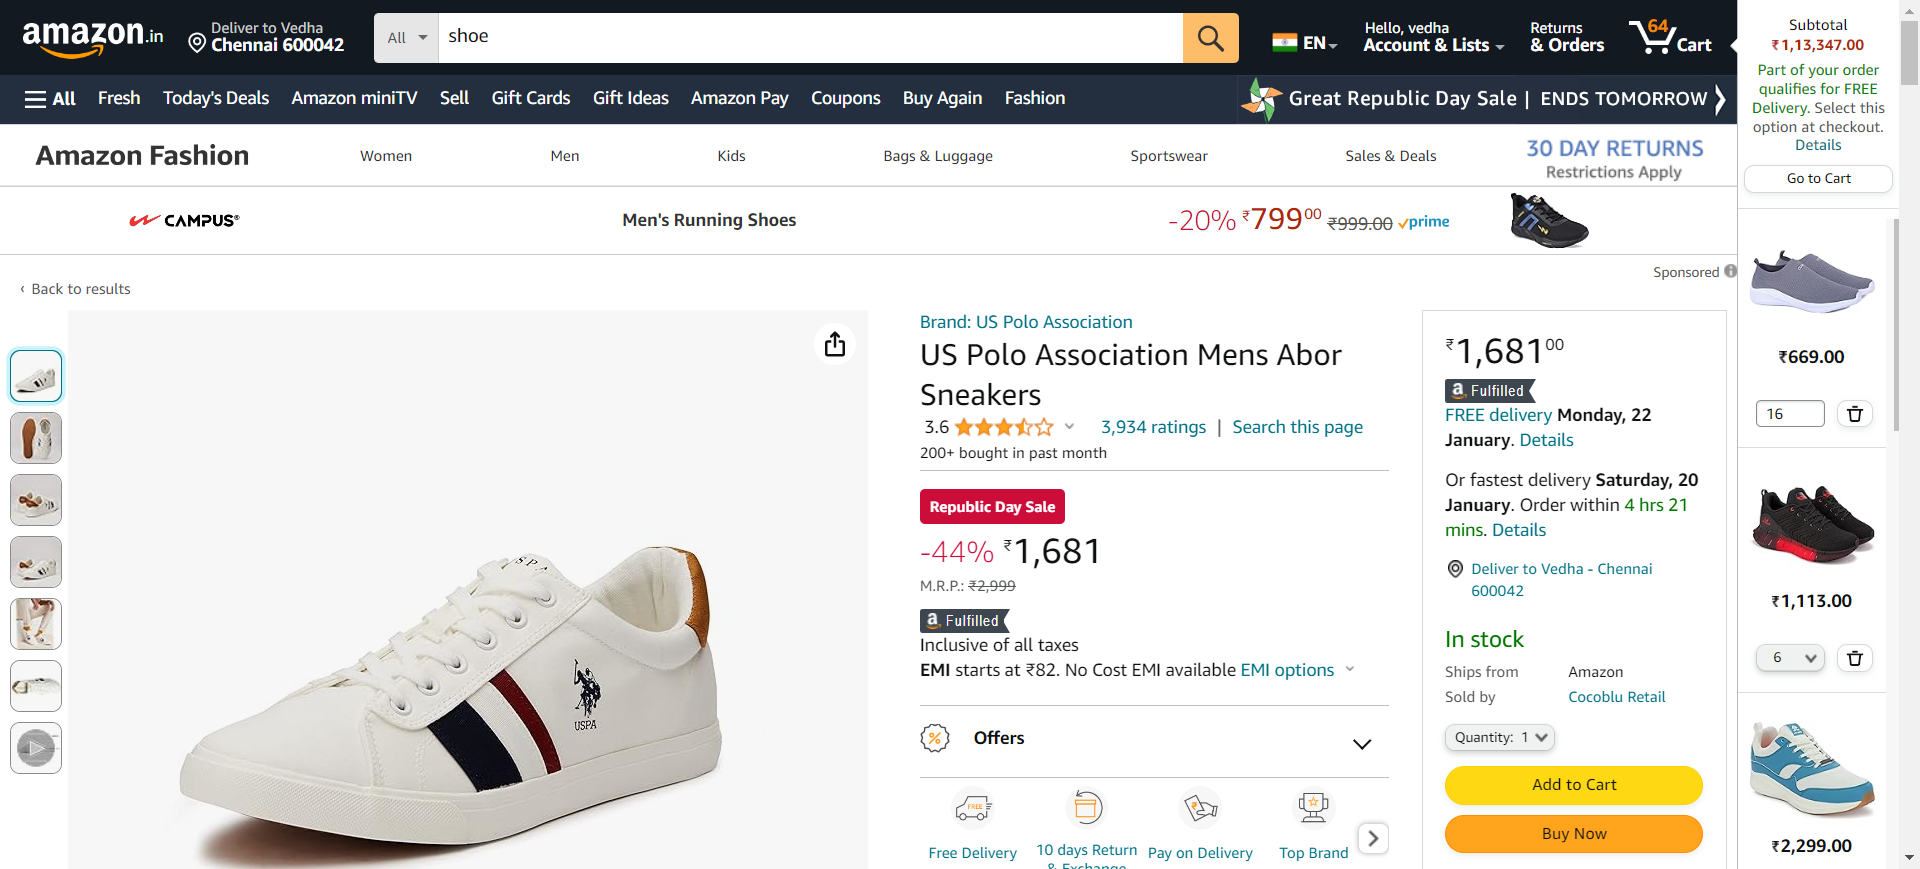 amazon.in
Deliver to Vedha
Chennai 600042
All
shoe
EN
Hello, vedha
Account & Lists
Returns
& Orders
64
Cart
All
Fresh
Today's Deals
Amazon miniTV
Sell
Gift Cards
Gift Ideas
Amazon Pay
Coupons
Buy Again
Fashion
Great Republic Day Sale | ENDS TOMORROW
Amazon Fashion
Women
Men
Kids
Bags & Luggage
Sportswear
Sales & Deals
30 DAY RETURNS
Restrictions Apply
CAMPUS®
Men's Running Shoes
-20% ₹79900 ₹999.00 prime
Sponsored
‹ Back to results
Brand: US Polo Association
US Polo Association Mens Abor
Sneakers
3.6
3,934 ratings | Search this page
200+ bought in past month
Republic Day Sale
-44% ₹1,681
M.R.P.: ₹2,999
a Fulfilled
Inclusive of all taxes
EMI starts at ₹82. No Cost EMI available EMI options
Offers
FREE
Free Delivery
10 days Return
& Exchange
Pay on Delivery
Top Brand
USPA
USPA
₹1,68100
a Fulfilled
FREE delivery Monday, 22
January. Details
Or fastest delivery Saturday, 20
January. Order within 4 hrs 21
mins. Details
Deliver to Vedha - Chennai
600042
In stock
Ships from Amazon
Sold by Cocoblu Retail
Quantity: 1
Add to Cart
Buy Now
Subtotal
₹1,13,347.00
Part of your order
qualifies for FREE
Delivery. Select this
option at checkout.
Details
Go to Cart
₹669.00
16
₹1,113.00
6
₹2,299.00